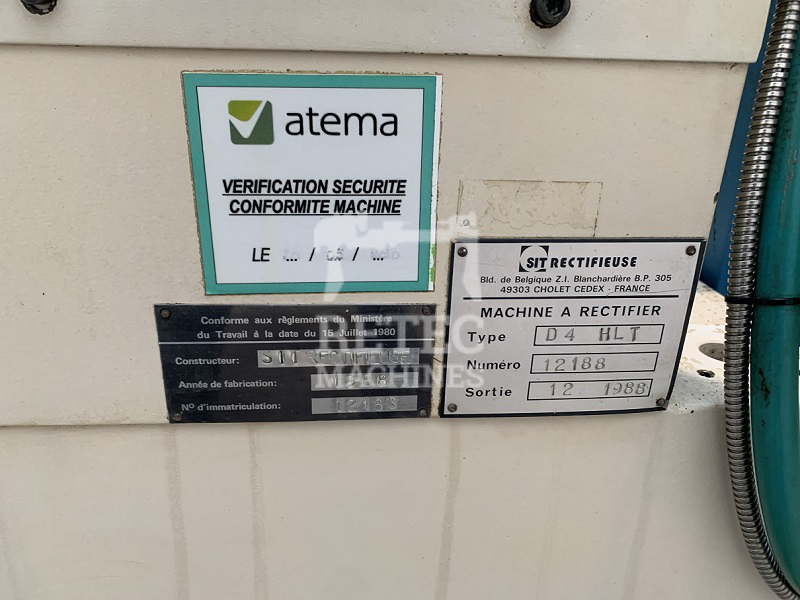 atema
VERIFICATION SECURITE
CONFORMITE MACHINE
LE ... / ... / ...
SIT RECTIFIEUSE
Bld. de Belgique Z.I. Blanchardière B.P. 305
49303 CHOLET CEDEX - FRANCE
MACHINE A RECTIFIER
Type D4 HLT
Numéro 12188
Sortie 12 1988
Conforme aux règlements du Ministère
du Travail à la date du 15 Juillet 1980
Constructeur: SIT RECTIFIEUSE
Année de fabrication:
Nº d'immatriculation: 12188
RETEC
MACHINES